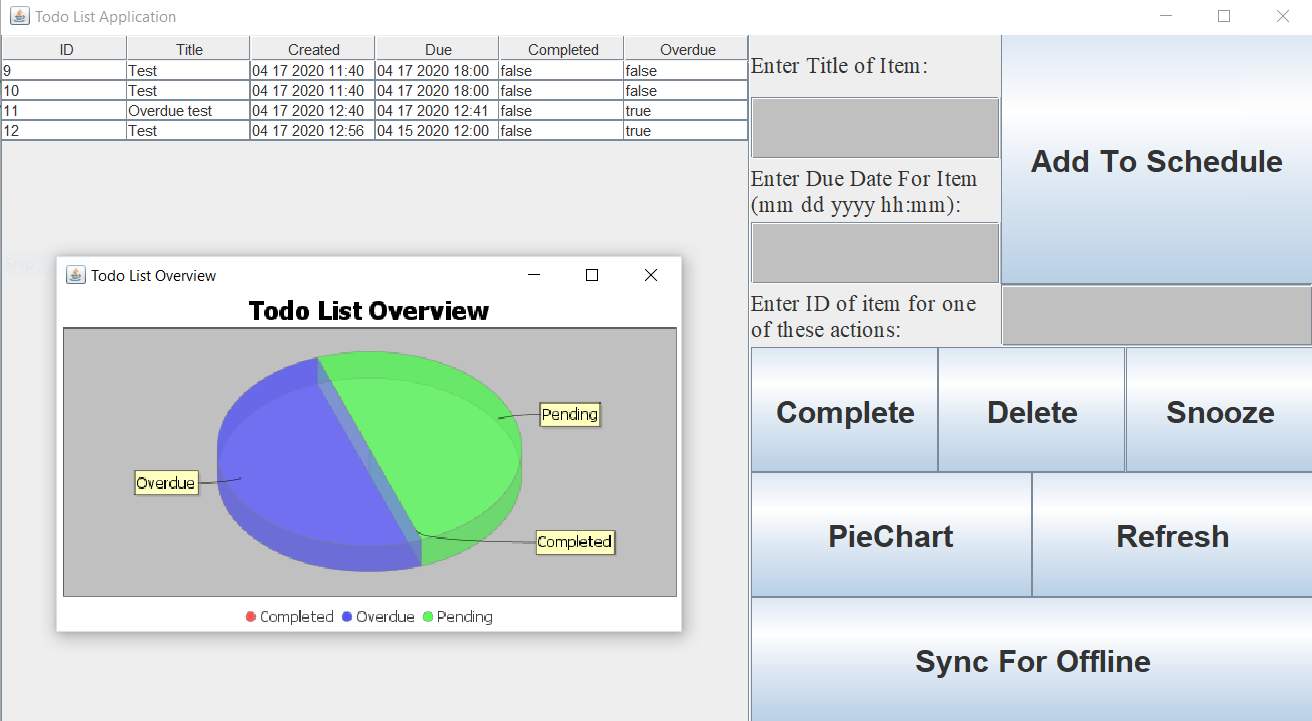 Todo List Application
ID Title Created Due Completed Overdue
9 Test 04 17 2020 11:40 04 17 2020 18:00 false false
10 Test 04 17 2020 11:40 04 17 2020 18:00 false false
11 Overdue test 04 17 2020 12:40 04 17 2020 12:41 false true
12 Test 04 17 2020 12:56 04 15 2020 12:00 false true
Enter Title of Item:
Add To Schedule
Enter Due Date For Item
(mm dd yyyy hh:mm):
Enter ID of item for one
of these actions:
Complete Delete Snooze
PieChart Refresh
Sync For Offline
Todo List Overview
Todo List Overview
Pending
Overdue
Completed
Completed Overdue Pending